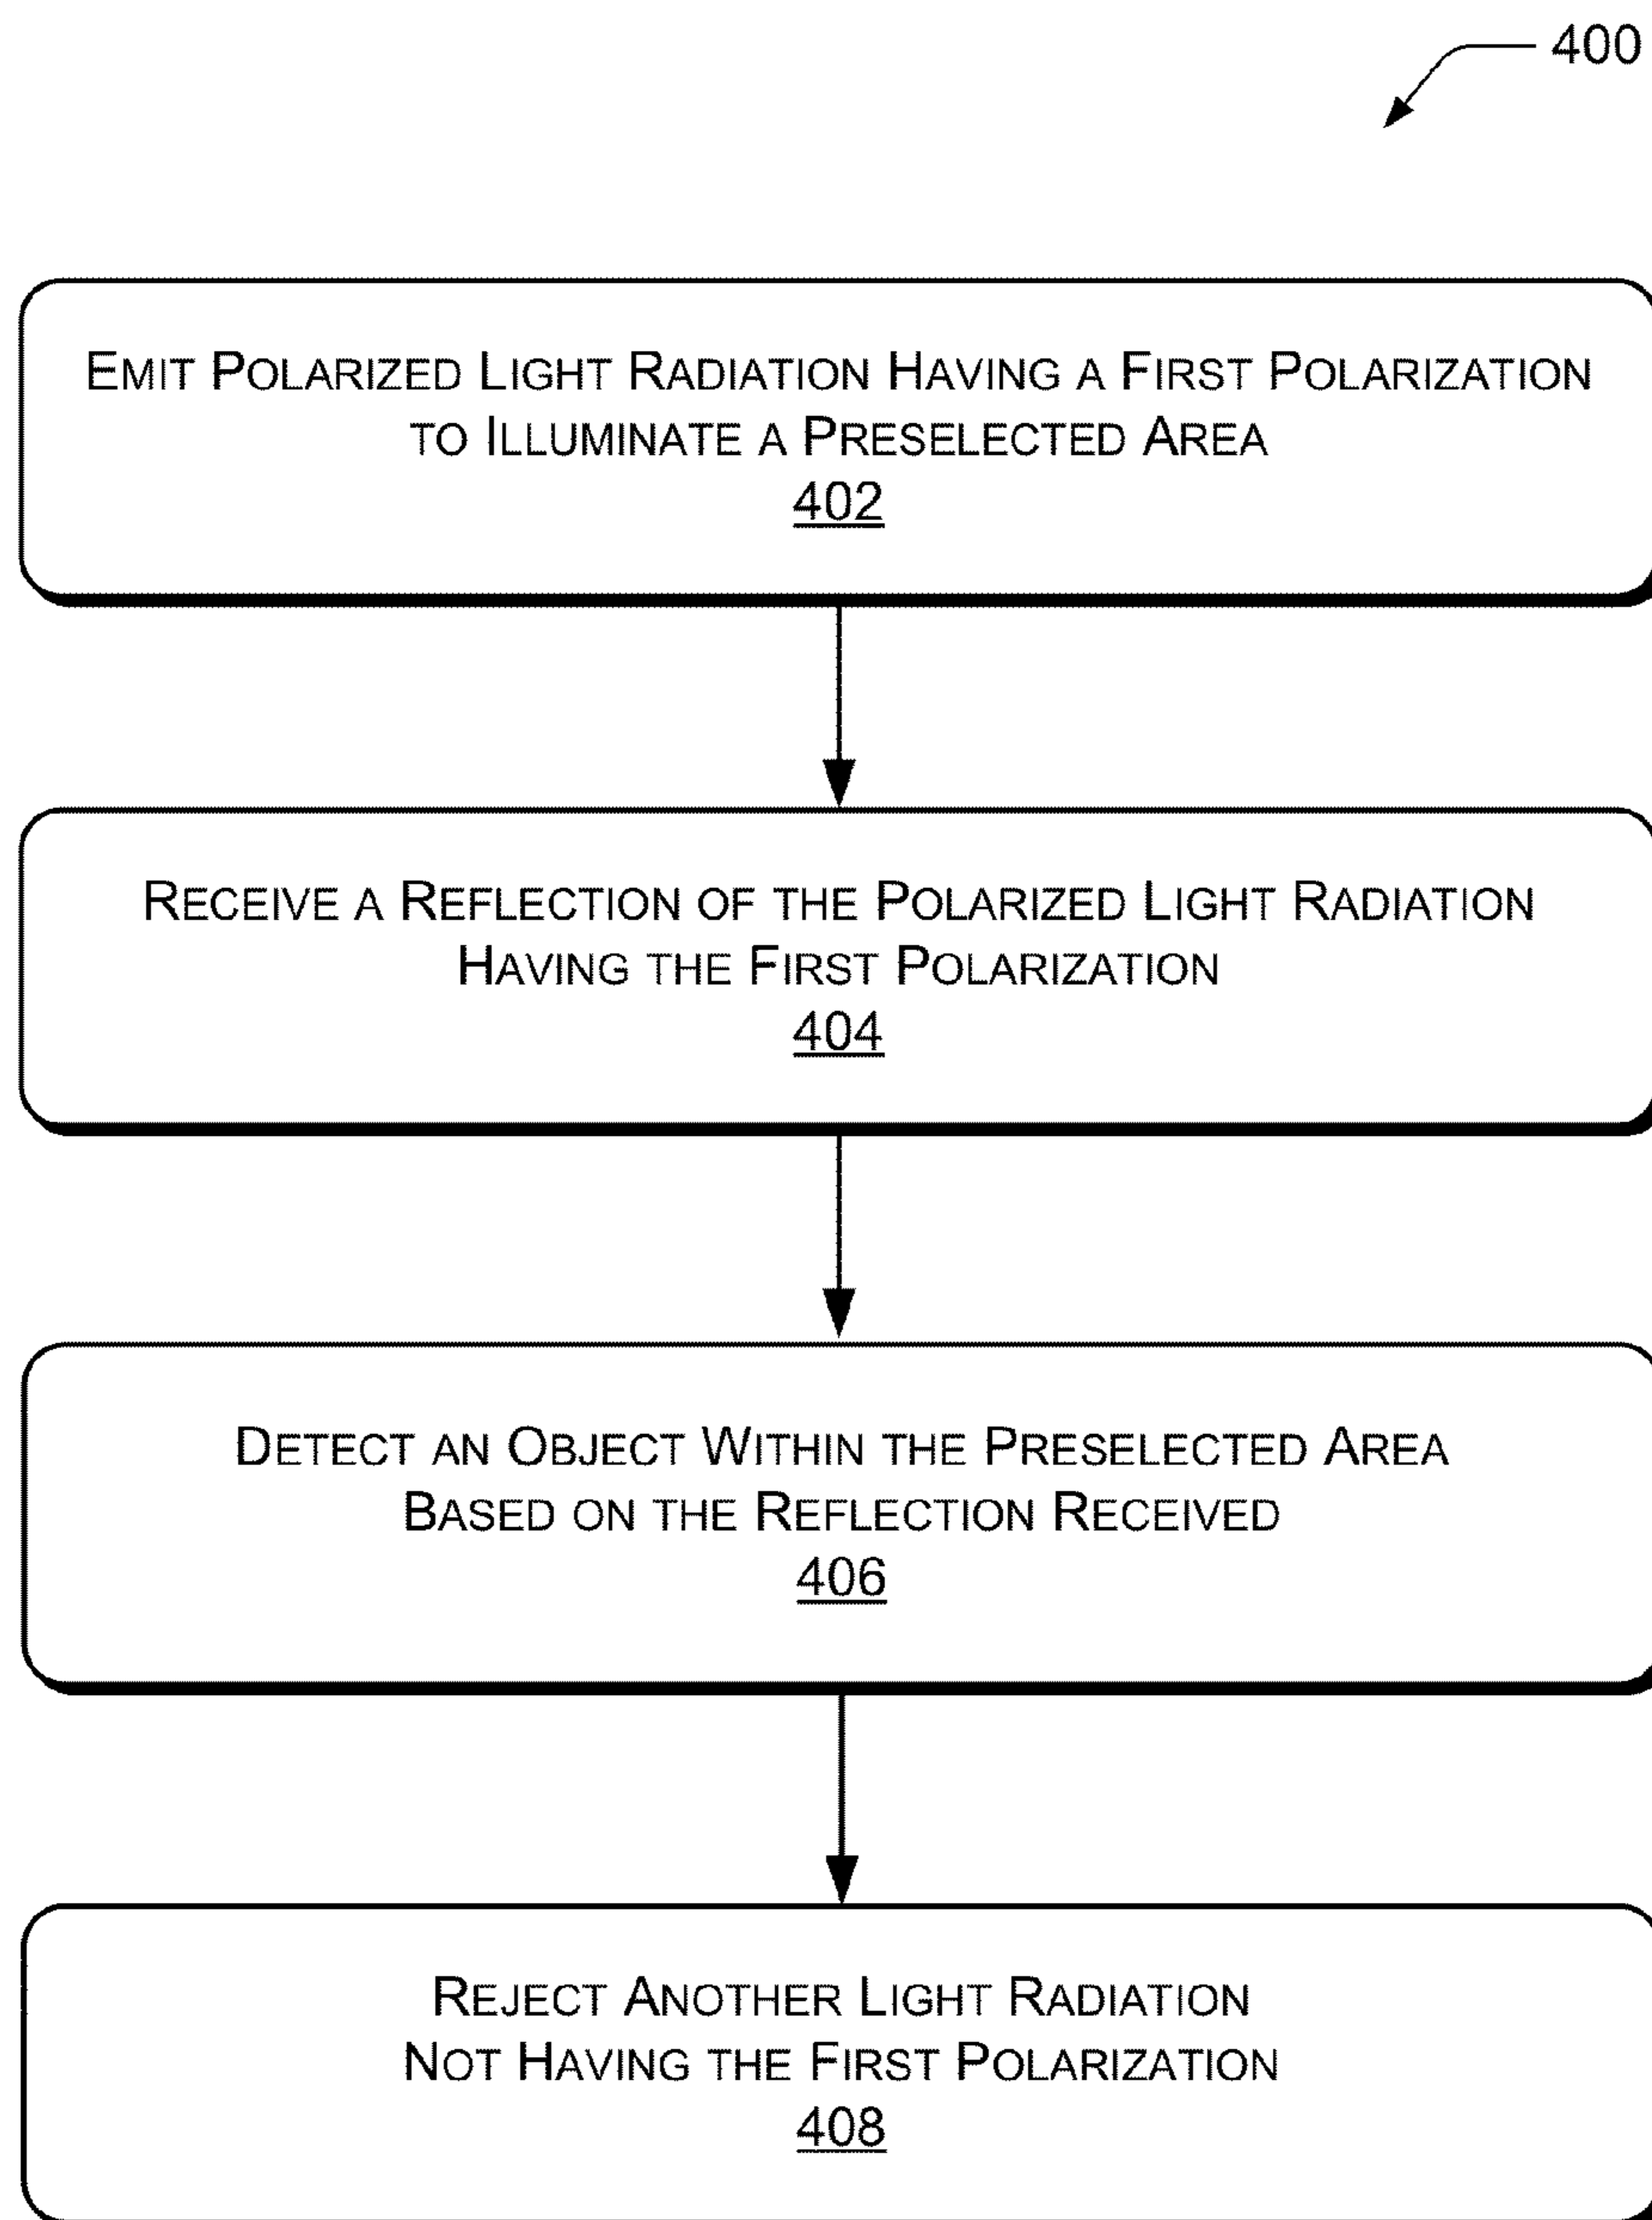 400
EMIT POLARIZED LIGHT RADIATION HAVING A FIRST POLARIZATION
TO ILLUMINATE A PRESELECTED AREA
402
RECEIVE A REFLECTION OF THE POLARIZED LIGHT RADIATION
HAVING THE FIRST POLARIZATION
404
DETECT AN OBJECT WITHIN THE PRESELECTED AREA
BASED ON THE REFLECTION RECEIVED
406
REJECT ANOTHER LIGHT RADIATION
NOT HAVING THE FIRST POLARIZATION
408